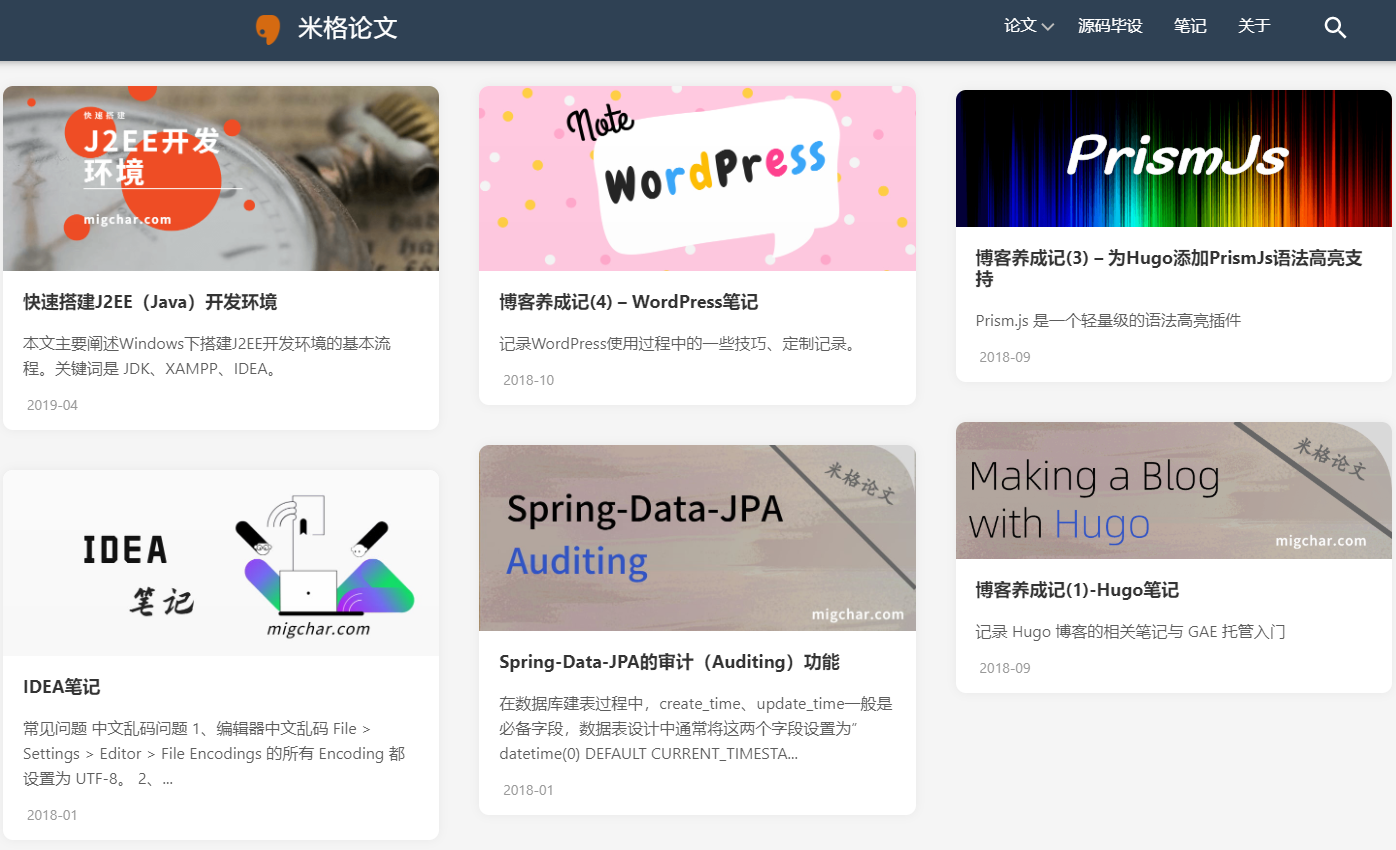 米格论文
论文 源码毕设 笔记 关于
快速搭建
J2EE开发
环境
migchar.com
快速搭建J2EE（Java）开发环境
本文主要阐述Windows下搭建J2EE开发环境的基本流
程。关键词是 JDK、XAMPP、IDEA。
2019-04
IDEA
笔记
migchar.com
IDEA笔记
常见问题 中文乱码问题 1、编辑器中文乱码 File >
Settings > Editor > File Encodings 的所有 Encoding 都
设置为 UTF-8。 2、...
2018-01
Note
WordPress
博客养成记(4) – WordPress笔记
记录WordPress使用过程中的一些技巧、定制记录。
2018-10
米格论文
Spring-Data-JPA
Auditing
migchar.com
Spring-Data-JPA的审计（Auditing）功能
在数据库建表过程中，create_time、update_time一般是
必备字段，数据表设计中通常将这两个字段设置为”
datetime(0) DEFAULT CURRENT_TIMESTA...
2018-01
PrismJs
博客养成记(3) – 为Hugo添加PrismJs语法高亮支
持
Prism.js 是一个轻量级的语法高亮插件
2018-09
米格论文
Making a Blog
with Hugo
migchar.com
博客养成记(1)-Hugo笔记
记录 Hugo 博客的相关笔记与 GAE 托管入门
2018-09